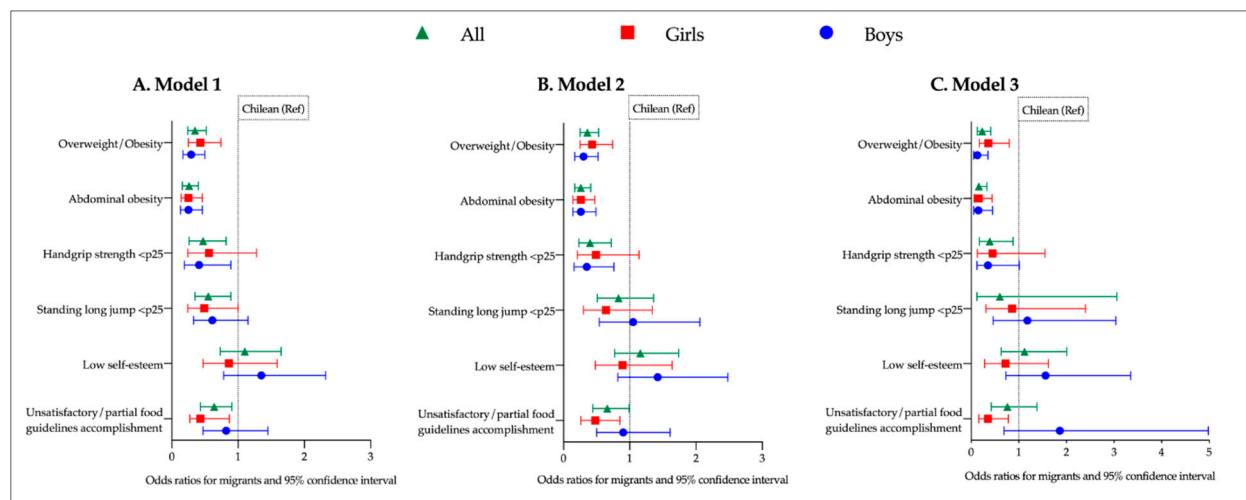 All Girls Boys
A. Model 1
Chilean (Ref)
Overweight/Obesity
Abdominal obesity
Handgrip strength <p25
Standing long jump <p25
Low self-esteem
Unsatisfactory/partial food
guidelines accomplishment
0 1 2 3
Odds ratios for migrants and 95% confidence interval
B. Model 2
Chilean (Ref)
Overweight/Obesity
Abdominal obesity
Handgrip strength <p25
Standing long jump <p25
Low self-esteem
Unsatisfactory/partial food
guidelines accomplishment
0 1 2 3
Odds ratios for migrants and 95% confidence interval
C. Model 3
Chilean (Ref)
Overweight/Obesity
Abdominal obesity
Handgrip strength <p25
Standing long jump <p25
Low self-esteem
Unsatisfactory/partial food
guidelines accomplishment
0 1 2 3 4 5
Odds ratios for migrants and 95% confidence interval